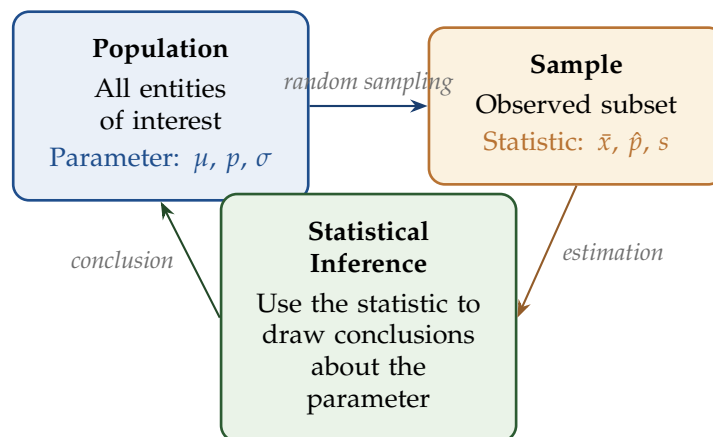 Population
All entities
of interest
Parameter: μ, p, σ
random sampling
Sample
Observed subset
Statistic: x̄, p̂, s
estimation
Statistical
Inference
Use the statistic to
draw conclusions
about the
parameter
conclusion